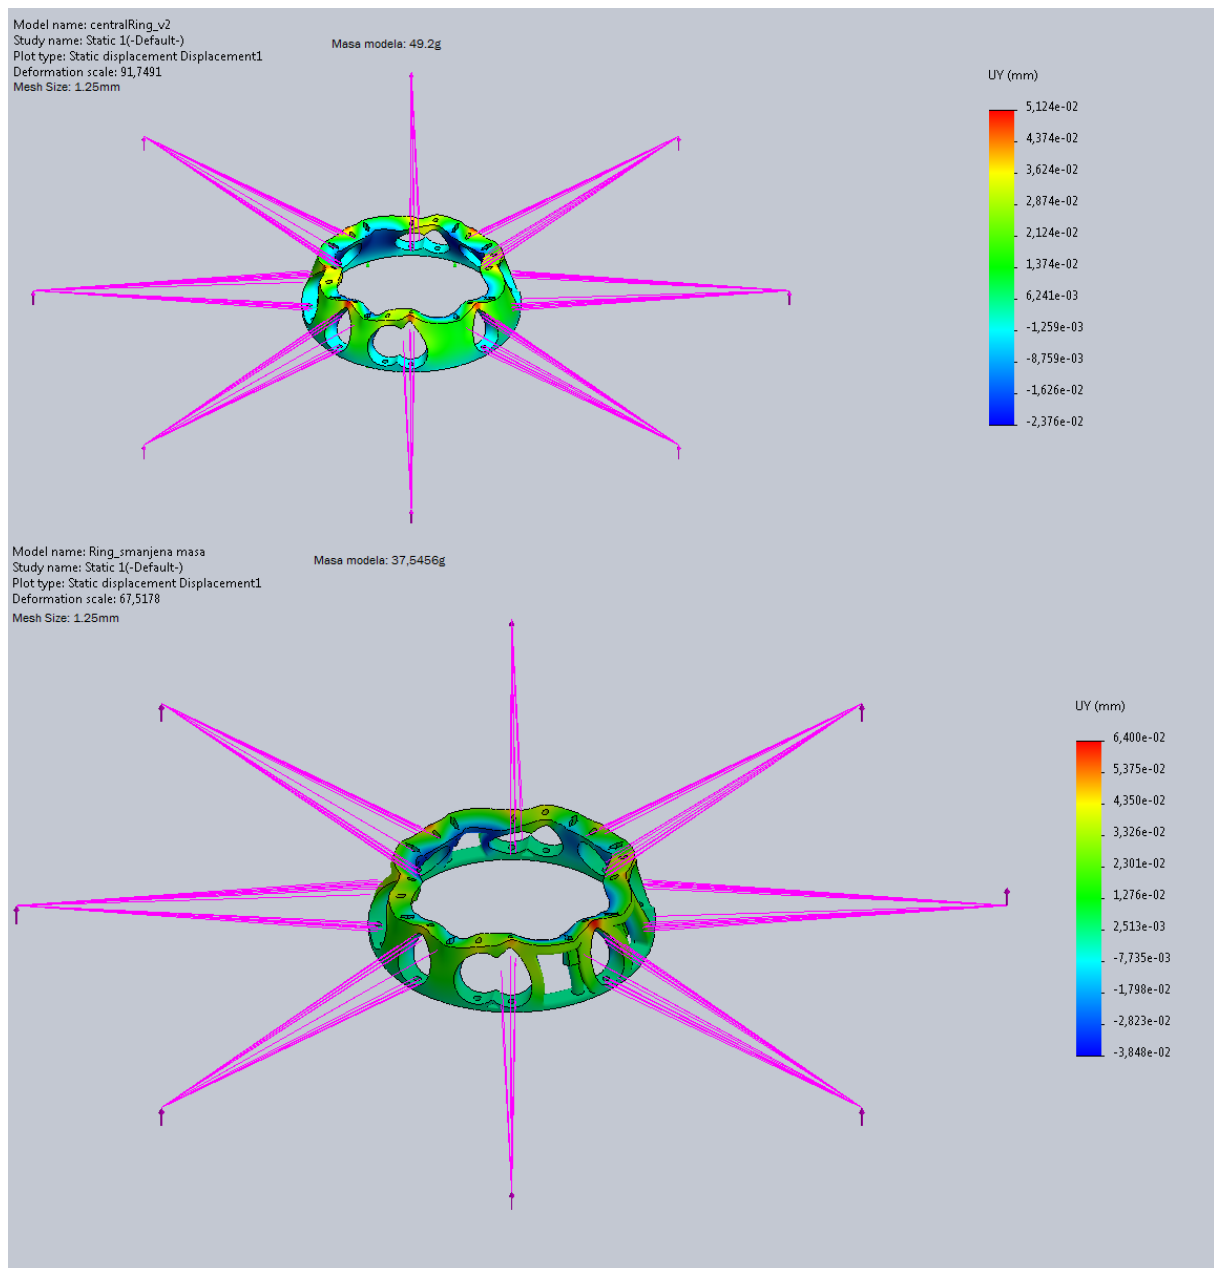 Model name: centralRing_v2
Study name: Static 1(-Default-)
Masa modela: 49.2g
Plot type: Static displacement Displacement1
Deformation scale: 91,7491
Mesh Size: 1.25mm
UY (mm)
5,124e-02
4,374e-02
3,624e-02
2,874e-02
2,124e-02
1,374e-02
6,241e-03
-1,259e-03
-8,759e-03
-1,626e-02
-2,376e-02
Model name: Ring_smanjena masa
Study name: Static 1(-Default-)
Masa modela: 37,5456g
Plot type: Static displacement Displacement1
Deformation scale: 67,5178
Mesh Size: 1.25mm
UY (mm)
6,400e-02
5,375e-02
4,350e-02
3,326e-02
2,301e-02
1,276e-02
2,513e-03
-7,735e-03
-1,798e-02
-2,823e-02
-3,848e-02